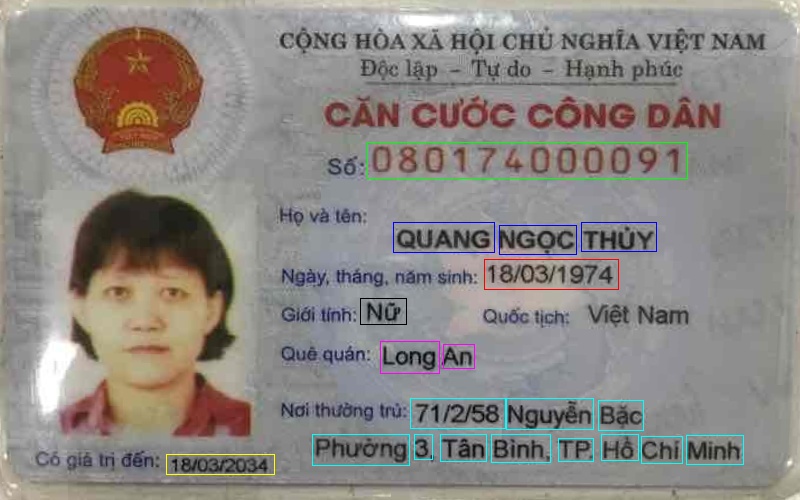 CỘNG HÒA XÃ HỘI CHỦ NGHĨA VIỆT NAM
Độc lập – Tự do – Hạnh phúc
CĂN CƯỚC CÔNG DÂN
Số: 080174000091
Họ và tên:
QUANG NGỌC THỦY
Ngày, tháng, năm sinh: 18/03/1974
Giới tính: Nữ Quốc tịch: Việt Nam
Quê quán: Long An
Nơi thường trú: 71/2/58 Nguyễn Bặc
Phường 3, Tân Bình, TP. Hồ Chí Minh
Có giá trị đến: 18/03/2034